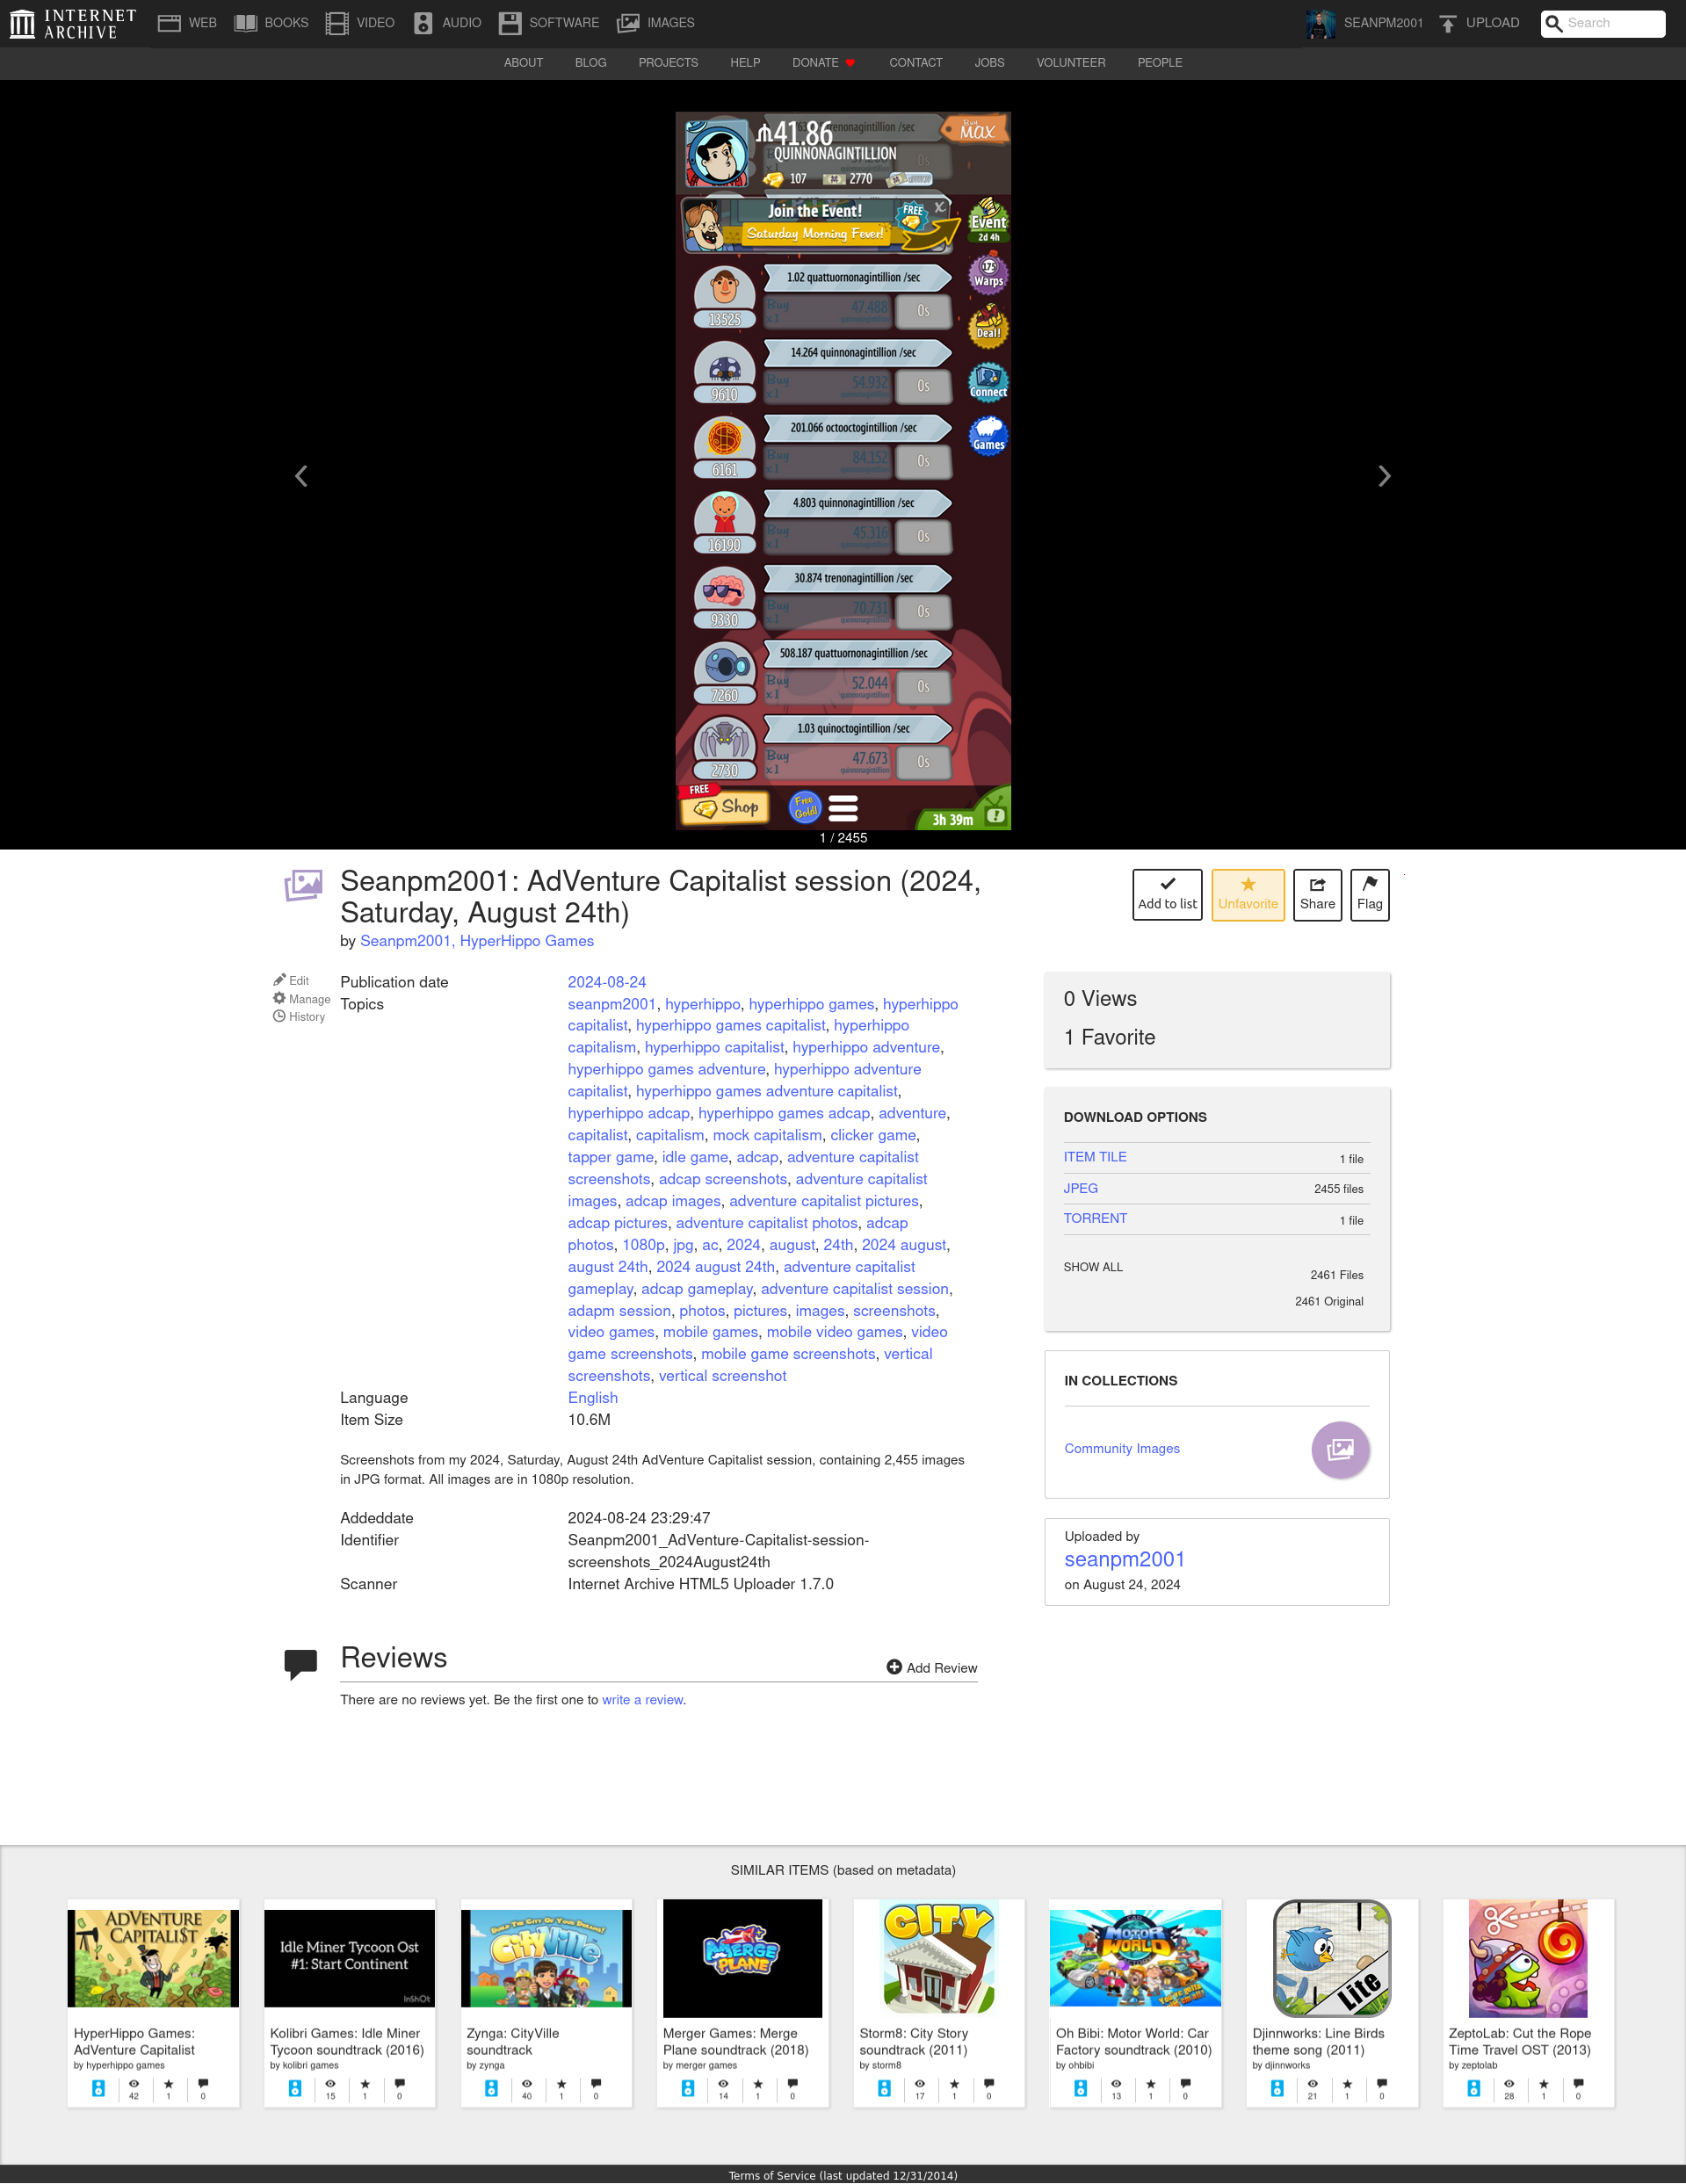 INTERNET ARCHIVE WEB BOOKS VIDEO AUDIO SOFTWARE IMAGES SEANPM2001 UPLOAD Search
ABOUT BLOG PROJECTS HELP DONATE CONTACT JOBS VOLUNTEER PEOPLE
41.86
QUINNONAGINTILLION
trenonagintillion /sec
0s
Buy
MAX
107 2770
Join the Event!
Saturday Morning Fever!
FREE
X
Event
2d 4h
175
Warps
Deal!
Connect
Games
1.02 quattuornonagintillion /sec
13525
Buy
x1
47.488
quinnonagintillion
0s
14.264 quinnonagintillion /sec
9610
Buy
x1
54.932
quinnonagintillion
0s
201.066 octooctogintillion /sec
6161
Buy
x1
84.152
quinnonagintillion
0s
4.803 quinnonagintillion /sec
16190
Buy
x1
45.316
quinnonagintillion
0s
30.874 trenonagintillion /sec
9330
Buy
x1
70.731
quinnonagintillion
0s
508.187 quattuornonagintillion /sec
7260
Buy
x1
52.044
quinnonagintillion
0s
1.03 quinoctogintillion /sec
2730
Buy
x1
47.673
quinnonagintillion
0s
FREE
Shop
Free
Gold!
3h 39m
1 / 2455
Seanpm2001: AdVenture Capitalist session (2024,
Saturday, August 24th)
by Seanpm2001, HyperHippo Games
Add to list Unfavorite Share Flag
Edit
Manage
History
Publication date 2024-08-24
Topics seanpm2001, hyperhippo, hyperhippo games, hyperhippo
capitalist, hyperhippo games capitalist, hyperhippo
capitalism, hyperhippo capitalist, hyperhippo adventure,
hyperhippo games adventure, hyperhippo adventure
capitalist, hyperhippo games adventure capitalist,
hyperhippo adcap, hyperhippo games adcap, adventure,
capitalist, capitalism, mock capitalism, clicker game,
tapper game, idle game, adcap, adventure capitalist
screenshots, adcap screenshots, adventure capitalist
images, adcap images, adventure capitalist pictures,
adcap pictures, adventure capitalist photos, adcap
photos, 1080p, jpg, ac, 2024, august, 24th, 2024 august,
august 24th, 2024 august 24th, adventure capitalist
gameplay, adcap gameplay, adventure capitalist session,
adapm session, photos, pictures, images, screenshots,
video games, mobile games, mobile video games, video
game screenshots, mobile game screenshots, vertical
screenshots, vertical screenshot
Language English
Item Size 10.6M
Screenshots from my 2024, Saturday, August 24th AdVenture Capitalist session, containing 2,455 images
in JPG format. All images are in 1080p resolution.
Addeddate 2024-08-24 23:29:47
Identifier Seanpm2001_AdVenture-Capitalist-session-
screenshots_2024August24th
Scanner Internet Archive HTML5 Uploader 1.7.0
0 Views
1 Favorite
DOWNLOAD OPTIONS
ITEM TILE 1 file
JPEG 2455 files
TORRENT 1 file
SHOW ALL 2461 Files
2461 Original
IN COLLECTIONS
Community Images
Uploaded by
seanpm2001
on August 24, 2024
Reviews
Add Review
There are no reviews yet. Be the first one to write a review.
SIMILAR ITEMS (based on metadata)
ADVENTURE
CAPITALIST
HyperHippo Games:
AdVenture Capitalist
by hyperhippo games
42 1 0
Idle Miner Tycoon Ost
#1: Start Continent
InShOt
Kolibri Games: Idle Miner
Tycoon soundtrack (2016)
by kolibri games
15 1 0
BUILD THE CITY OF YOUR DREAMS!
CityVille
Zynga: CityVille
soundtrack
by zynga
40 1 0
MERGE
PLANE
Merger Games: Merge
Plane soundtrack (2018)
by merger games
14 1 0
CITY
Storm8: City Story
soundtrack (2011)
by storm8
17 1 0
MOTOR
WORLD
Oh Bibi: Motor World: Car
Factory soundtrack (2010)
by ohbibi
13 1 0
Lite
Djinnworks: Line Birds
theme song (2011)
by djinnworks
21 1 0
ZeptoLab: Cut the Rope
Time Travel OST (2013)
by zeptolab
28 1 0
Terms of Service (last updated 12/31/2014)